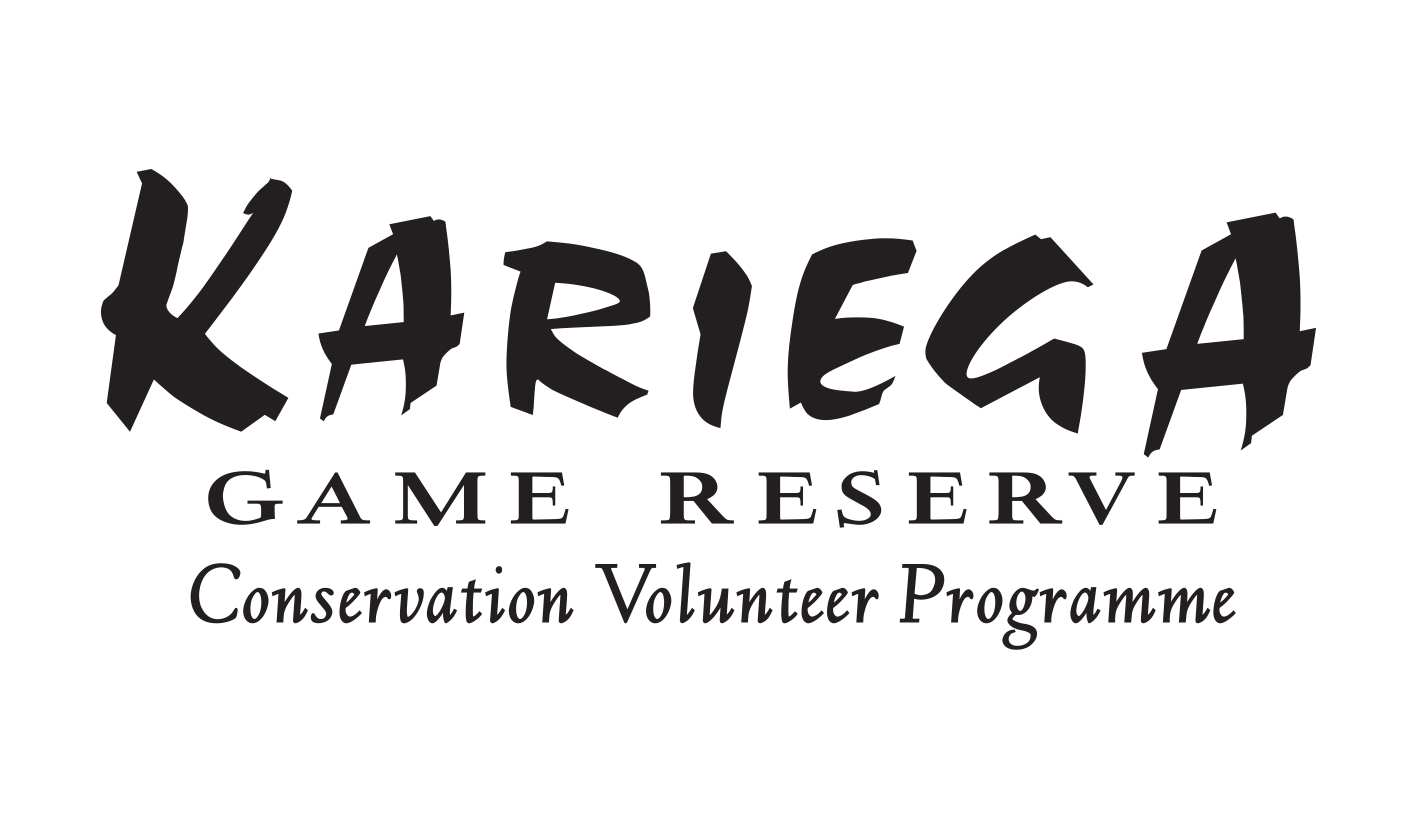 KARIEGA
GAME RESERVE
Conservation Volunteer Programme